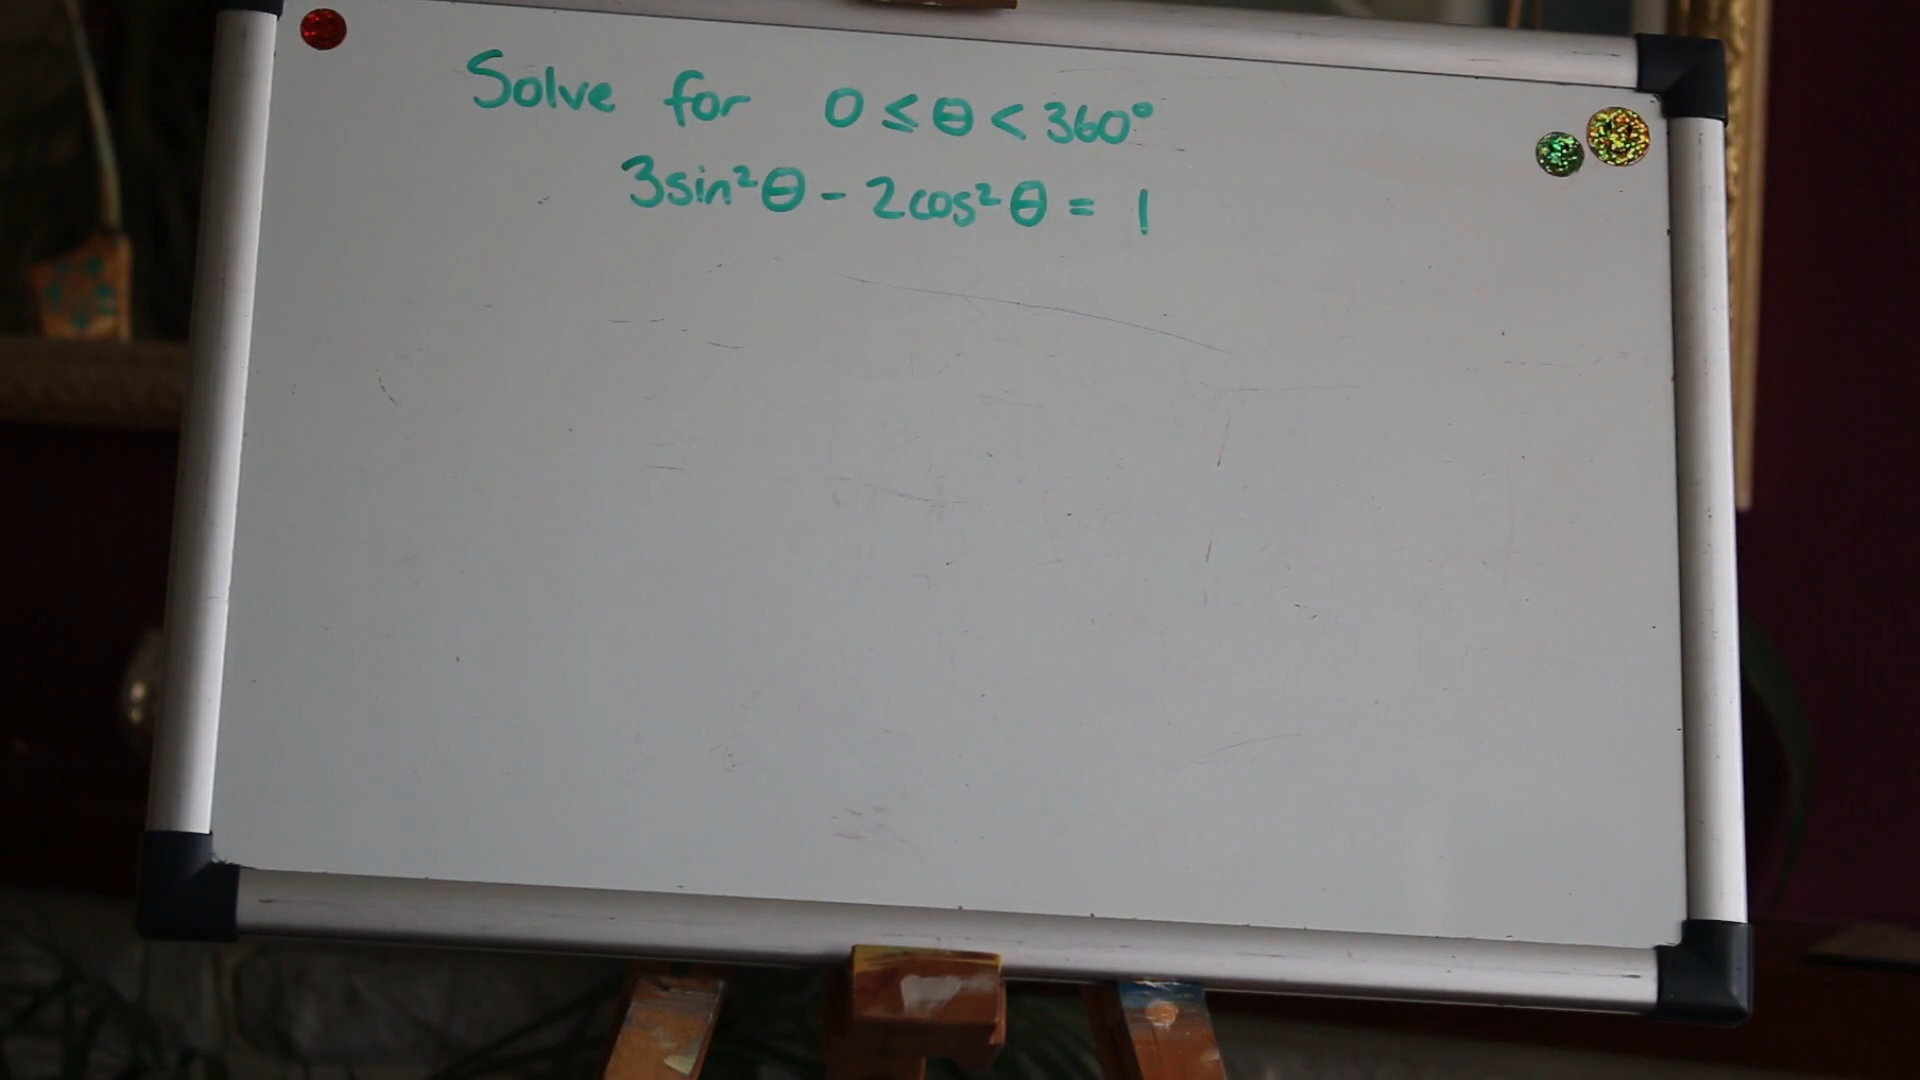 Solve for 0 ≤ θ < 360°
3sin²θ - 2cos²θ = 1